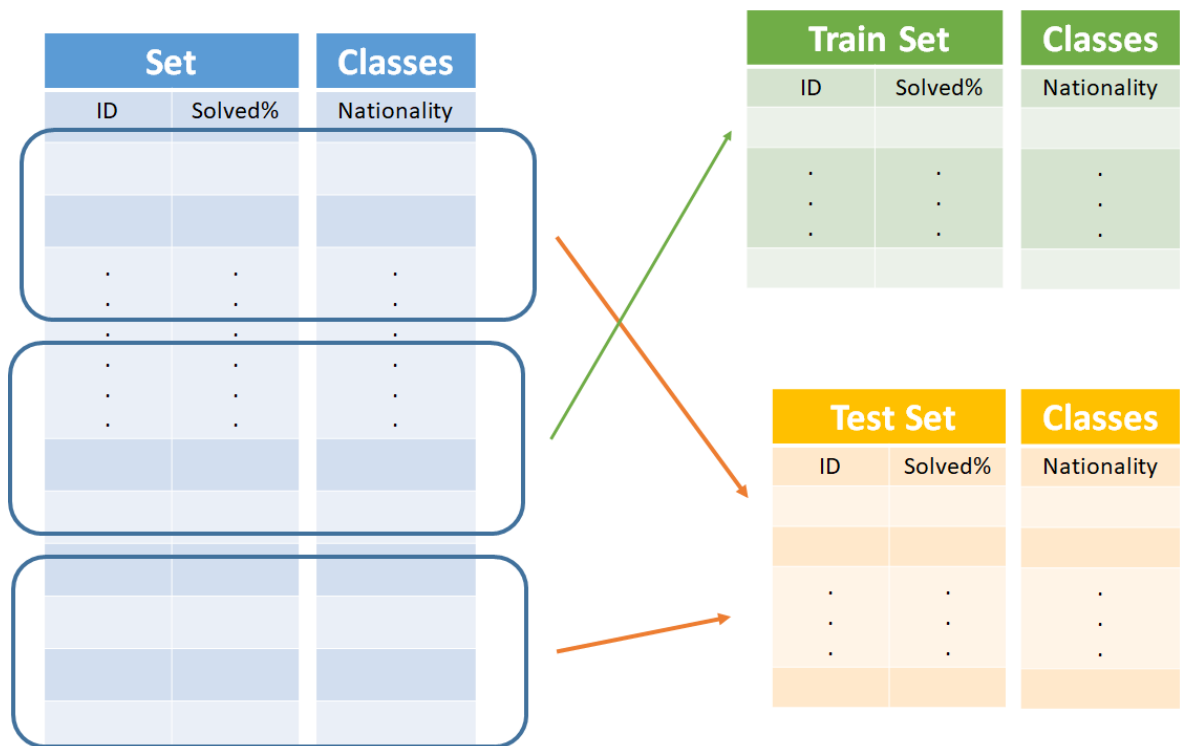 Set Classes
ID Solved% Nationality
. . .
. . .
. . .
. . .
. . .
. . .
Train Set Classes
ID Solved% Nationality
. . .
. . .
. . .
Test Set Classes
ID Solved% Nationality
. . .
. . .
. . .